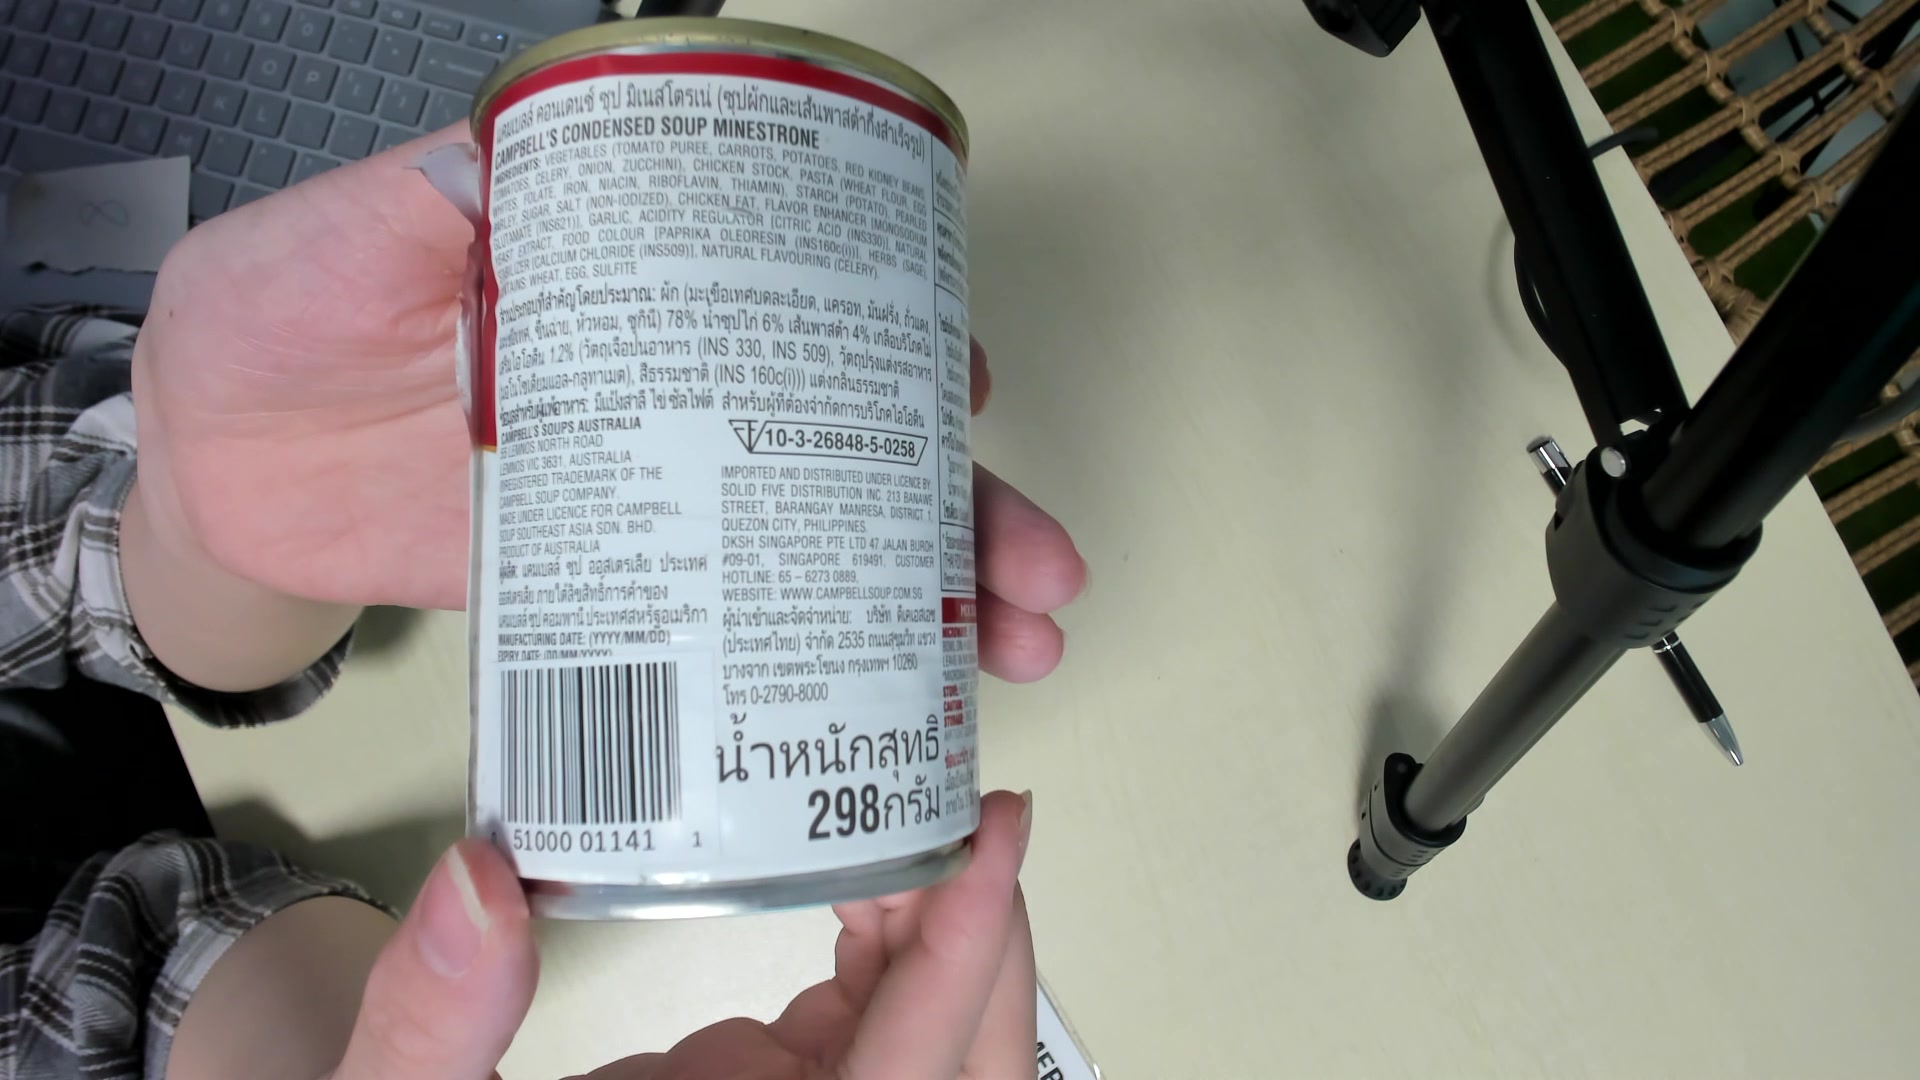 แคมเบลล์ คอนเดนซ์ ซุป มิเนสโตรเน่ (ซุปผักและเส้นพาสต้ากึ่งสำเร็จรูป)
CAMPBELL'S CONDENSED SOUP MINESTRONE
INGREDIENTS: VEGETABLES (TOMATO PUREE, CARROTS, POTATOES, RED KIDNEY BEANS,
TOMATOES, CELERY, ONION, ZUCCHINI), CHICKEN STOCK, PASTA (WHEAT FLOUR, EGG
WHITES, FOLATE, IRON, NIACIN, RIBOFLAVIN, THIAMIN), STARCH (POTATO), PEARLED
BARLEY, SUGAR, SALT (NON-IODIZED), CHICKEN FAT, FLAVOR ENHANCER [MONOSODIUM
GLUTAMATE (INS621)], GARLIC, ACIDITY REGULATOR [CITRIC ACID (INS330)], NATURAL
YEAST EXTRACT, FOOD COLOUR [PAPRIKA OLEORESIN (INS160c(i))], HERBS (SAGE),
STABILIZER [CALCIUM CHLORIDE (INS509)], NATURAL FLAVOURING (CELERY).
CONTAINS WHEAT, EGG, SULFITE
ส่วนประกอบที่สำคัญโดยประมาณ: ผัก (มะเขือเทศบดละเอียด, แครอท, มันฝรั่ง, ถั่วแดง,
มะเขือเทศ, ขึ้นฉ่าย, หัวหอม, ซูกินี) 78% น้ำซุปไก่ 6% เส้นพาสต้า 4% เกลือบริโภคไม่
เสริมไอโอดีน 1.2% (วัตถุเจือปนอาหาร (INS 330, INS 509), วัตถุปรุงแต่งรสอาหาร
(โมโนโซเดียมแอล-กลูทาเมต), สีธรรมชาติ (INS 160c(i))) แต่งกลิ่นธรรมชาติ
ข้อมูลสำหรับผู้แพ้อาหาร: มีแป้งสาลี ไข่ ซัลไฟต์ สำหรับผู้ที่ต้องจำกัดการบริโภคไอโอดีน
CAMPBELL'S SOUPS AUSTRALIA
LEMNOS NORTH ROAD
LEMNOS VIC 3631, AUSTRALIA
®REGISTERED TRADEMARK OF THE
CAMPBELL SOUP COMPANY.
MADE UNDER LICENCE FOR CAMPBELL
SOUP SOUTHEAST ASIA SDN. BHD.
PRODUCT OF AUSTRALIA
ผู้ผลิต: แคมเบลล์ ซุป ออสเตรเลีย ประเทศ
ออสเตรเลีย ภายใต้ลิขสิทธิ์การค้าของ
แคมเบลล์ ซุป คอมพานี ประเทศสหรัฐอเมริกา
MANUFACTURING DATE: (YYYY/MM/DD)
EXPIRY DATE: (DD/MM/YYYY)
51000 01141 1
10-3-26848-5-0258
IMPORTED AND DISTRIBUTED UNDER LICENCE BY
SOLID FIVE DISTRIBUTION INC. 213 BANAWE
STREET, BARANGAY MANRESA, DISTRICT 1,
QUEZON CITY, PHILIPPINES.
DKSH SINGAPORE PTE LTD 47 JALAN BUROH
#09-01, SINGAPORE 619491, CUSTOMER
HOTLINE: 65 – 6273 0889,
WEBSITE: WWW.CAMPBELLSOUP.COM.SG
ผู้นำเข้าและจัดจำหน่าย: บริษัท ดีเคเอสเอช
(ประเทศไทย) จำกัด 2535 ถนนสุขุมวิท แขวง
บางจาก เขตพระโขนง กรุงเทพฯ 10260
โทร 0-2790-8000
น้ำหนักสุทธิ
298กรัม